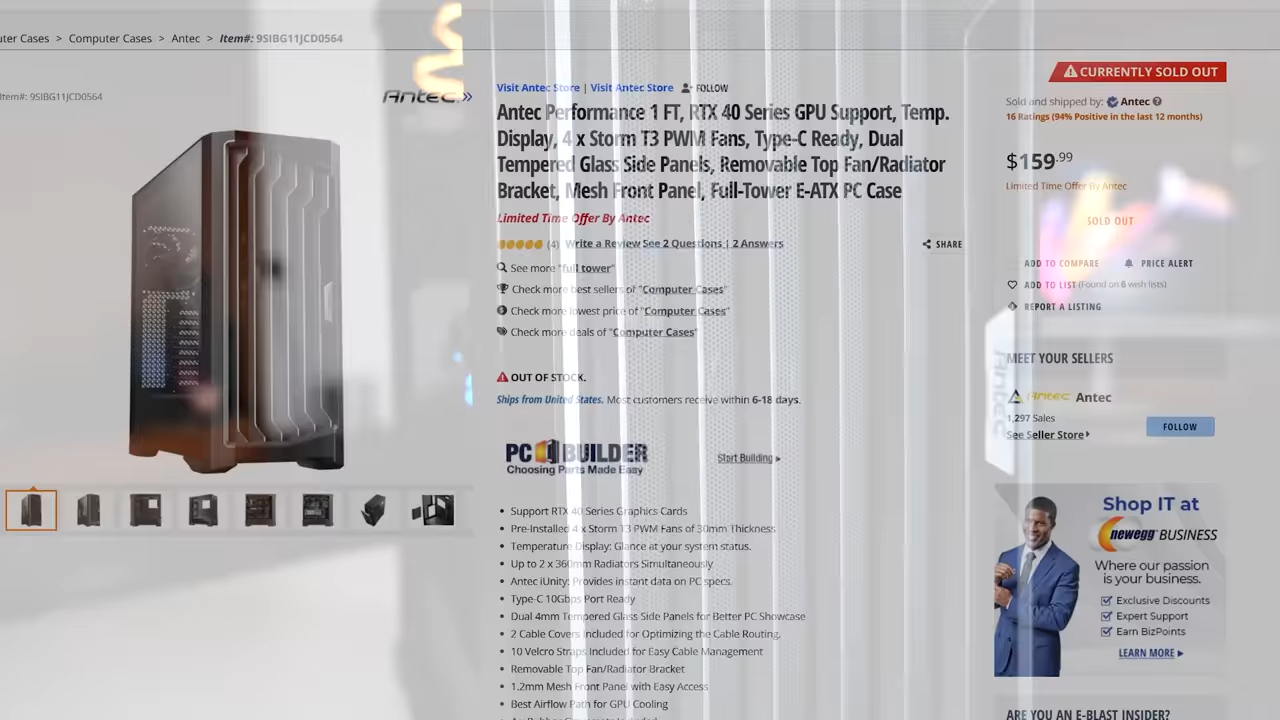 uter Cases > Computer Cases > Antec > Item#: 9SIBG11JCD0564
Item#: 9SIBG11JCD0564
Antec
Visit Antec Store | Visit Antec Store FOLLOW
Antec Performance 1 FT, RTX 40 Series GPU Support, Temp.
Display, 4 x Storm T3 PWM Fans, Type-C Ready, Dual
Tempered Glass Side Panels, Removable Top Fan/Radiator
Bracket, Mesh Front Panel, Full-Tower E-ATX PC Case
Limited Time Offer By Antec
(4) Write a Review See 2 Questions | 2 Answers
SHARE
See more "full tower"
Check more best sellers of "Computer Cases"
Check more lowest price of "Computer Cases"
Check more deals of "Computer Cases"
OUT OF STOCK.
Ships from United States. Most customers receive within 6-18 days.
PC BUILDER
Choosing Parts Made Easy
Start Building
• Support RTX 40 Series Graphics Cards
• Pre-Installed 4 x Storm T3 PWM Fans of 30mm Thickness
• Temperature Display: Glance at your system status.
• Up to 2 x 360mm Radiators Simultaneously
• Antec iUnity: Provides instant data on PC specs.
• Type-C 10Gbps Port Ready
• Dual 4mm Tempered Glass Side Panels for Better PC Showcase
• 2 Cable Covers Included for Optimizing the Cable Routing.
• 10 Velcro Straps Included for Easy Cable Management
• Removable Top Fan/Radiator Bracket
• 1.2mm Mesh Front Panel with Easy Access
• Best Airflow Path for GPU Cooling
CURRENTLY SOLD OUT
Sold and shipped by: Antec
16 Ratings (94% Positive in the last 12 months)
$159.99
Limited Time Offer By Antec
SOLD OUT
ADD TO COMPARE PRICE ALERT
ADD TO LIST (Found on 6 wish lists)
REPORT A LISTING
MEET YOUR SELLERS
Antec Antec
1,297 Sales
See Seller Store
FOLLOW
Shop IT at
newegg BUSINESS
Where our passion
is your business.
Exclusive Discounts
Expert Support
Earn BizPoints
LEARN MORE
ARE YOU AN E-BLAST INSIDER?